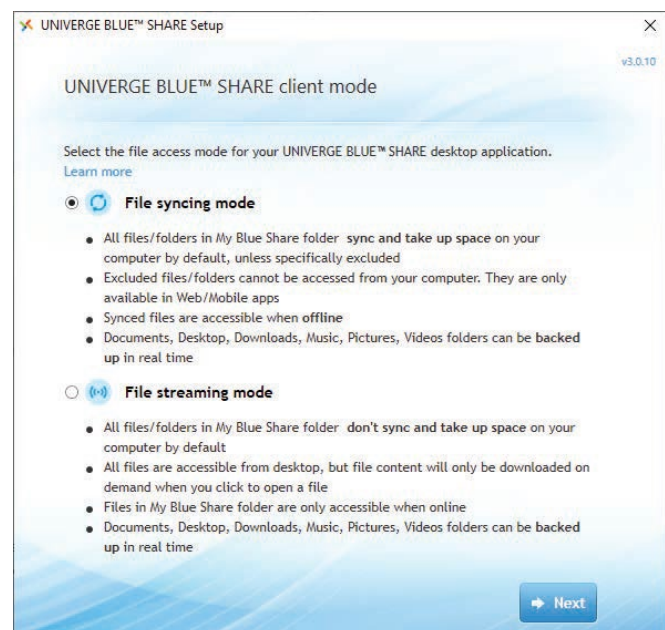 UNIVERGE BLUE™ SHARE Setup
v3.0.10
UNIVERGE BLUE™ SHARE client mode
Select the file access mode for your UNIVERGE BLUE™ SHARE desktop application.
Learn more
File syncing mode
All files/folders in My Blue Share folder sync and take up space on your
computer by default, unless specifically excluded
Excluded files/folders cannot be accessed from your computer. They are only
available in Web/Mobile apps
Synced files are accessible when offline
Documents, Desktop, Downloads, Music, Pictures, Videos folders can be backed
up in real time
File streaming mode
All files/folders in My Blue Share folder don't sync and take up space on your
computer by default
All files are accessible from desktop, but file content will only be downloaded on
demand when you click to open a file
Files in My Blue Share folder are only accessible when online
Documents, Desktop, Downloads, Music, Pictures, Videos folders can be backed
up in real time
Next